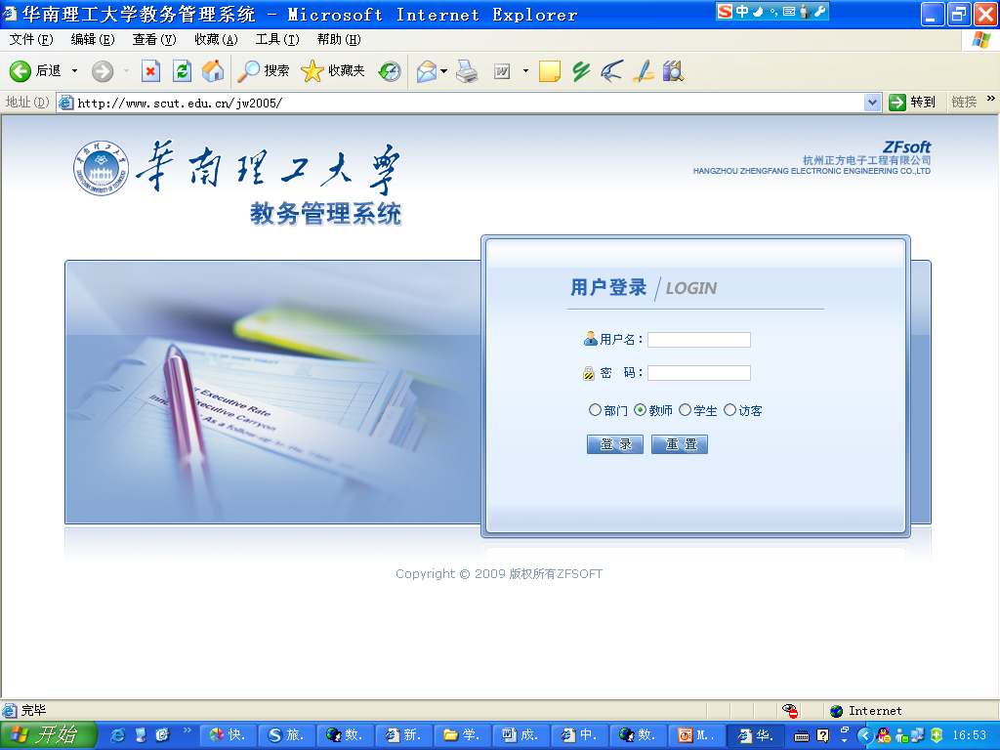 华南理工大学教务管理系统 - Microsoft Internet Explorer
中
文件(F) 编辑(E) 查看(V) 收藏(A) 工具(T) 帮助(H)
后退 搜索 收藏夹
地址(D) http://www.scut.edu.cn/jw2005/ 转到 链接 »
华南理工大学
教务管理系统
ZFsoft
杭州正方电子工程有限公司
HANGZHOU ZHENGFANG ELECTRONIC ENGINEERING CO.,LTD
用户登录 / LOGIN
用户名：
密 码：
部门 教师 学生 访客
登 录 重 置
Executive Rate
Executive Carryon
As a follow-up to the
Copyright © 2009 版权所有ZFSOFT
完毕 Internet
开始 » 快. 旅. 数. 新. 学. 成. 中. 数. M.. 华. 16:53